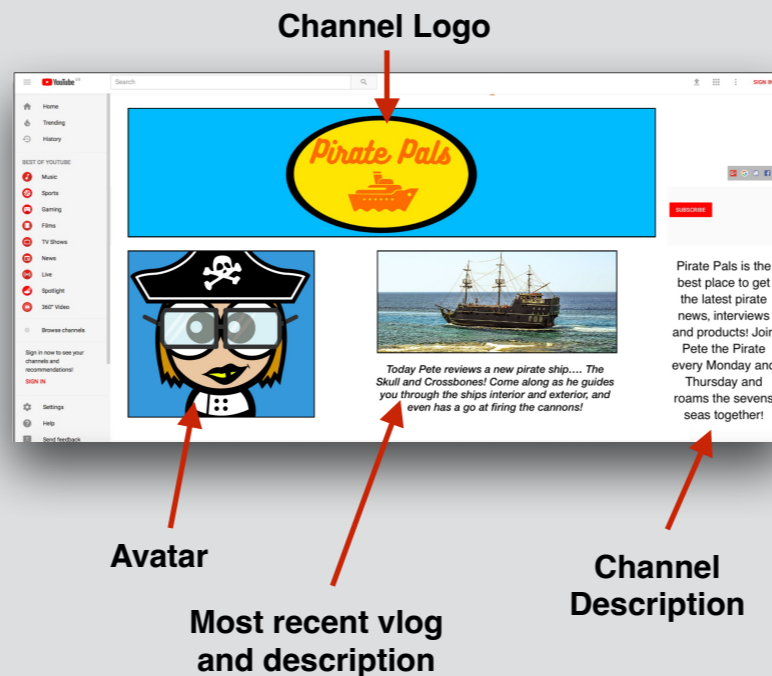 Channel Logo
YouTube
Search
SIGN IN
Home
Trending
History
BEST OF YOUTUBE
Music
Sports
Gaming
Films
TV Shows
News
Live
Spotlight
360° Video
Browse channels
Sign in now to see your
channels and
recommendations!
SIGN IN
Settings
Help
Send feedback
Pirate Pals
SUBSCRIBE
Today Pete reviews a new pirate ship.... The
Skull and Crossbones! Come along as he guides
you through the ships interior and exterior, and
even has a go at firing the cannons!
Pirate Pals is the
best place to get
the latest pirate
news, interviews
and products! Join
Pete the Pirate
every Monday and
Thursday and
roams the sevens
seas together!
Avatar
Most recent vlog
and description
Channel
Description